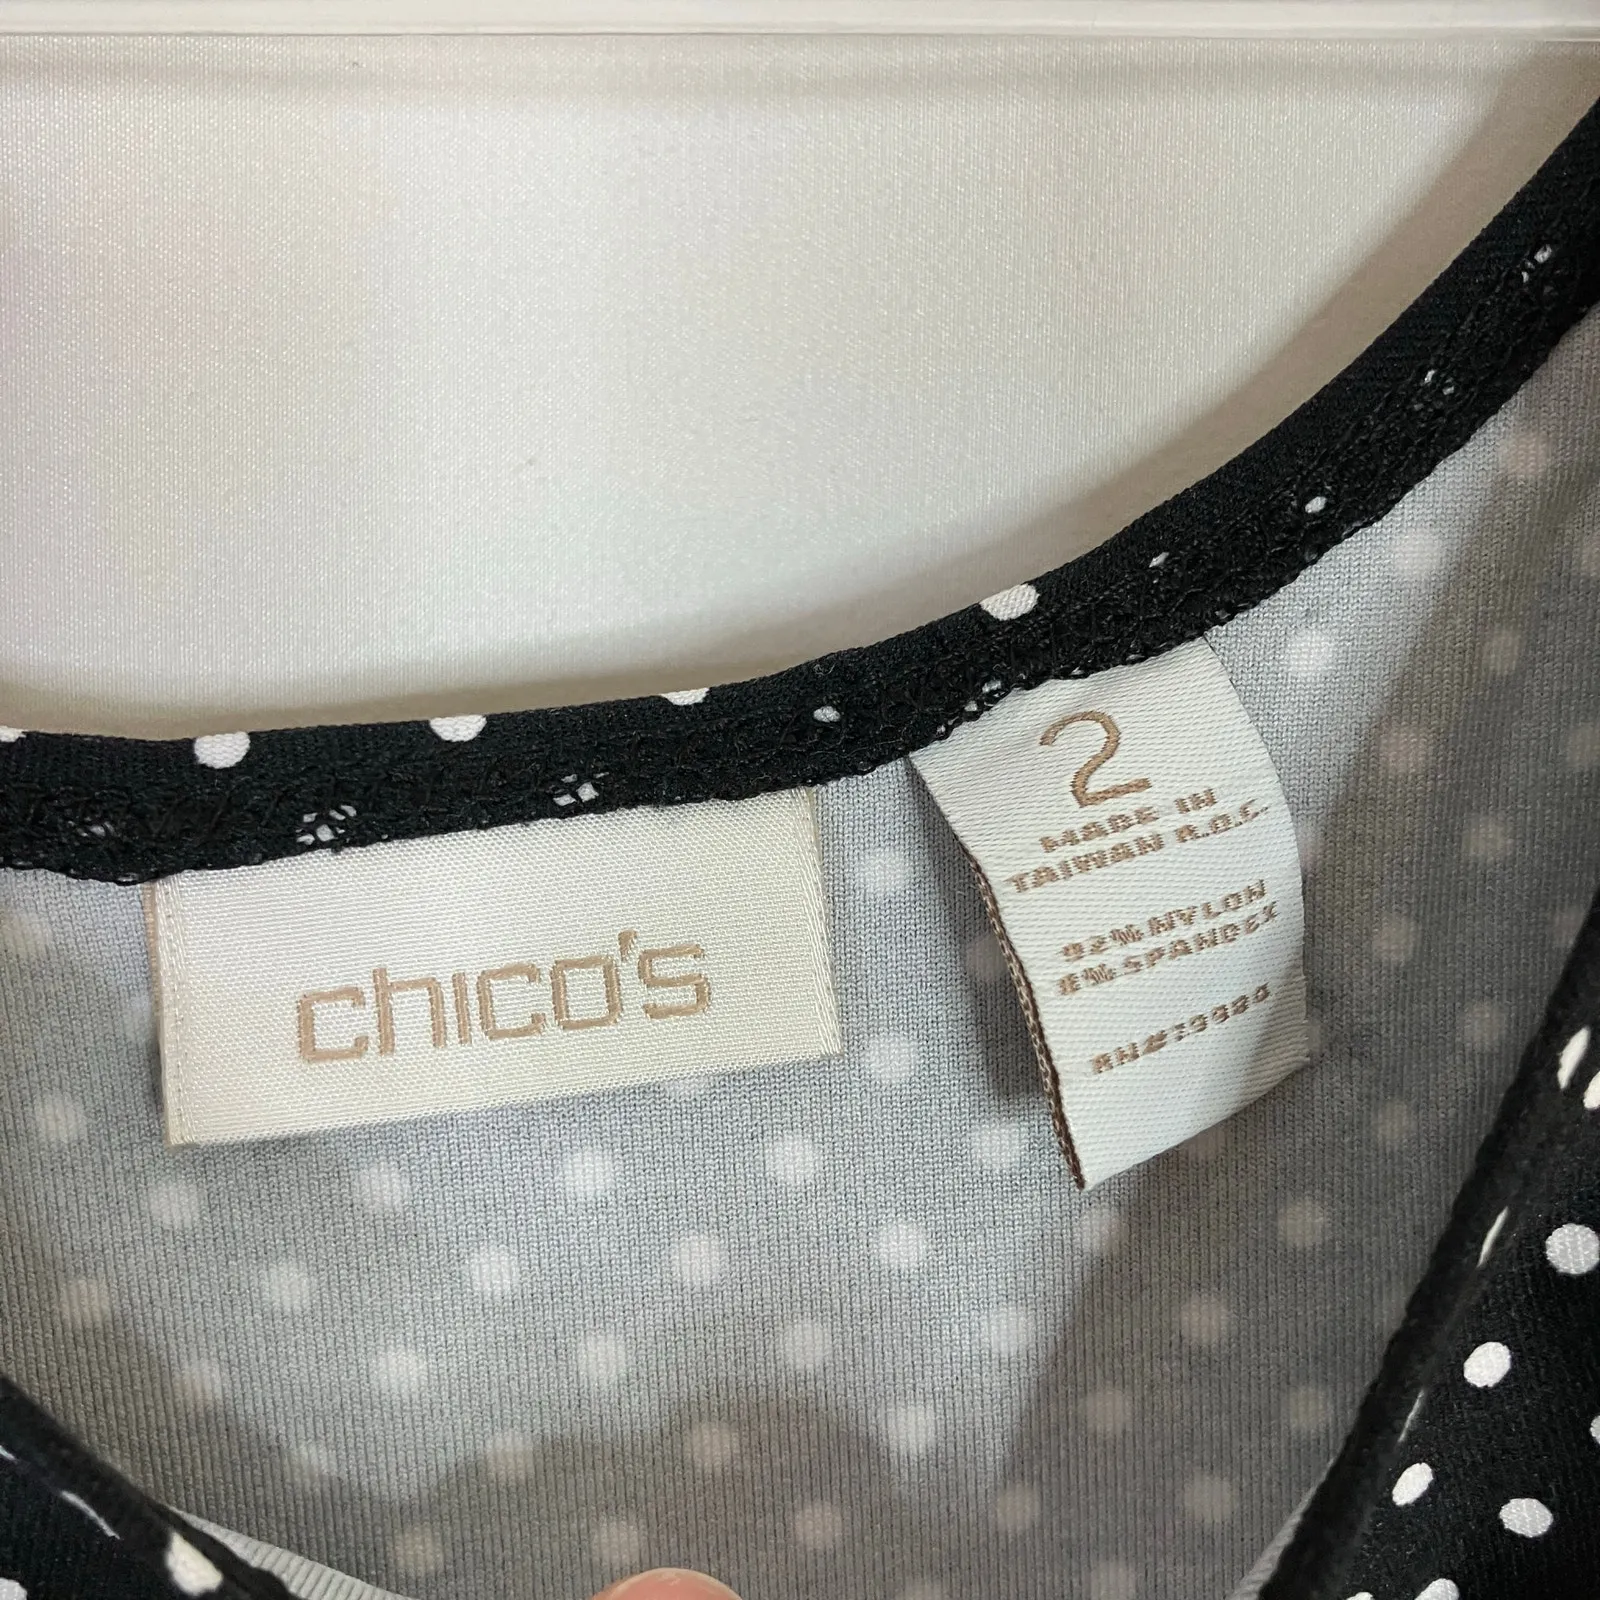 chico's
2
MADE IN
TAIWAN R.O.C.
92% NYLON
8% SPANDEX